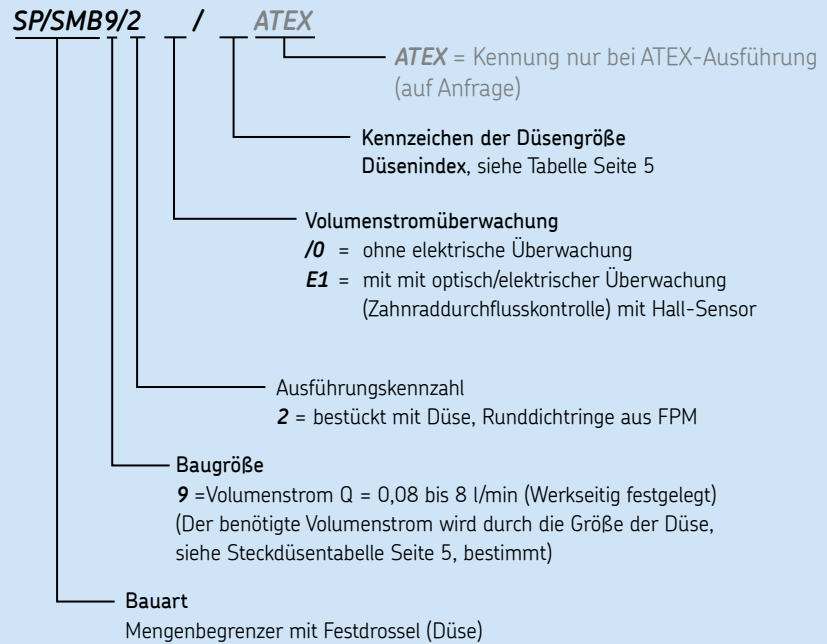 SP/SMB9/2 _ / _ ATEX
ATEX = Kennung nur bei ATEX-Ausführung
(auf Anfrage)
Kennzeichen der Düsengröße
Düsenindex, siehe Tabelle Seite 5
Volumenstromüberwachung
/0 = ohne elektrische Überwachung
E1 = mit mit optisch/elektrischer Überwachung
(Zahnraddurchflusskontrolle) mit Hall-Sensor
Ausführungskennzahl
2 = bestückt mit Düse, Runddichtringe aus FPM
Baugröße
9 =Volumenstrom Q = 0,08 bis 8 l/min (Werkseitig festgelegt)
(Der benötigte Volumenstrom wird durch die Größe der Düse,
siehe Steckdüsentabelle Seite 5, bestimmt)
Bauart
Mengenbegrenzer mit Festdrossel (Düse)